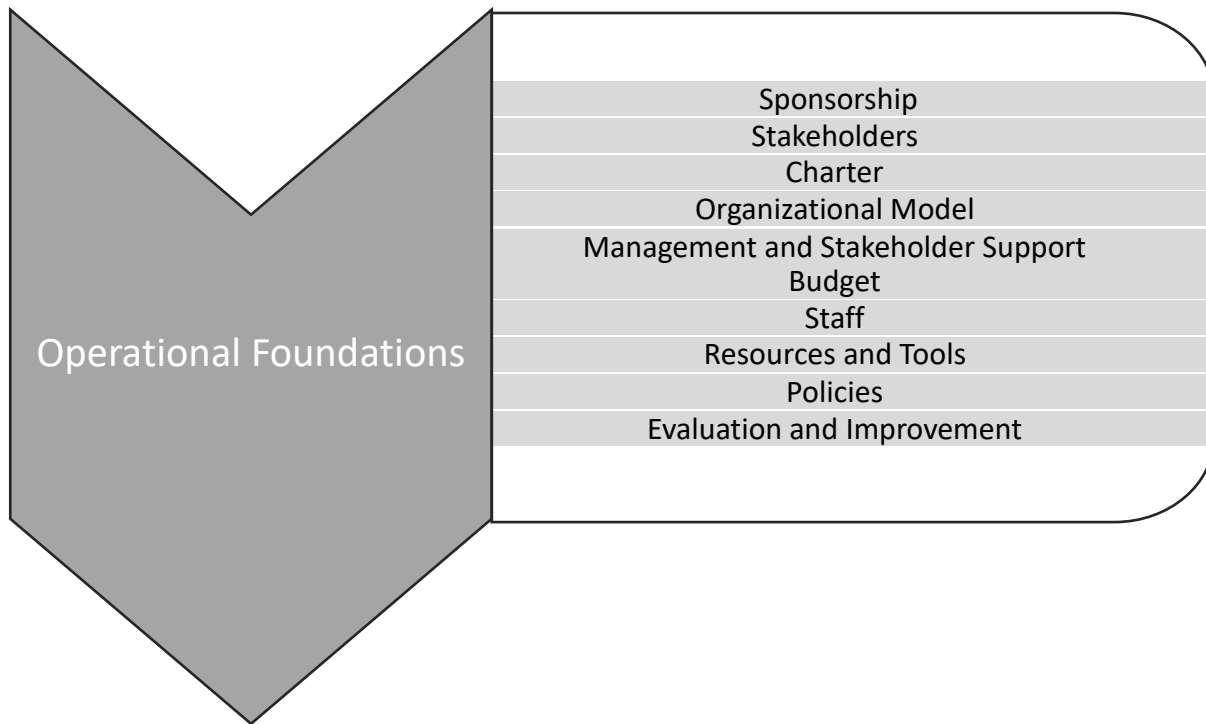 Operational Foundations
Sponsorship
Stakeholders
Charter
Organizational Model
Management and Stakeholder Support
Budget
Staff
Resources and Tools
Policies
Evaluation and Improvement